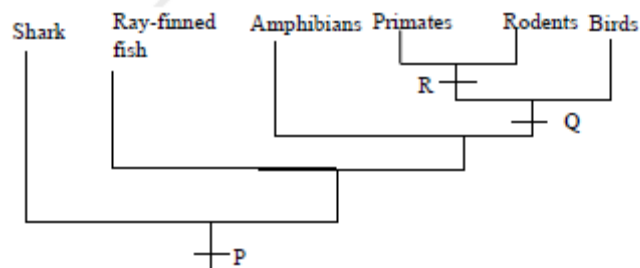 Shark
Ray-finned
fish
Amphibians
Primates
Rodents
Birds
R
Q
P